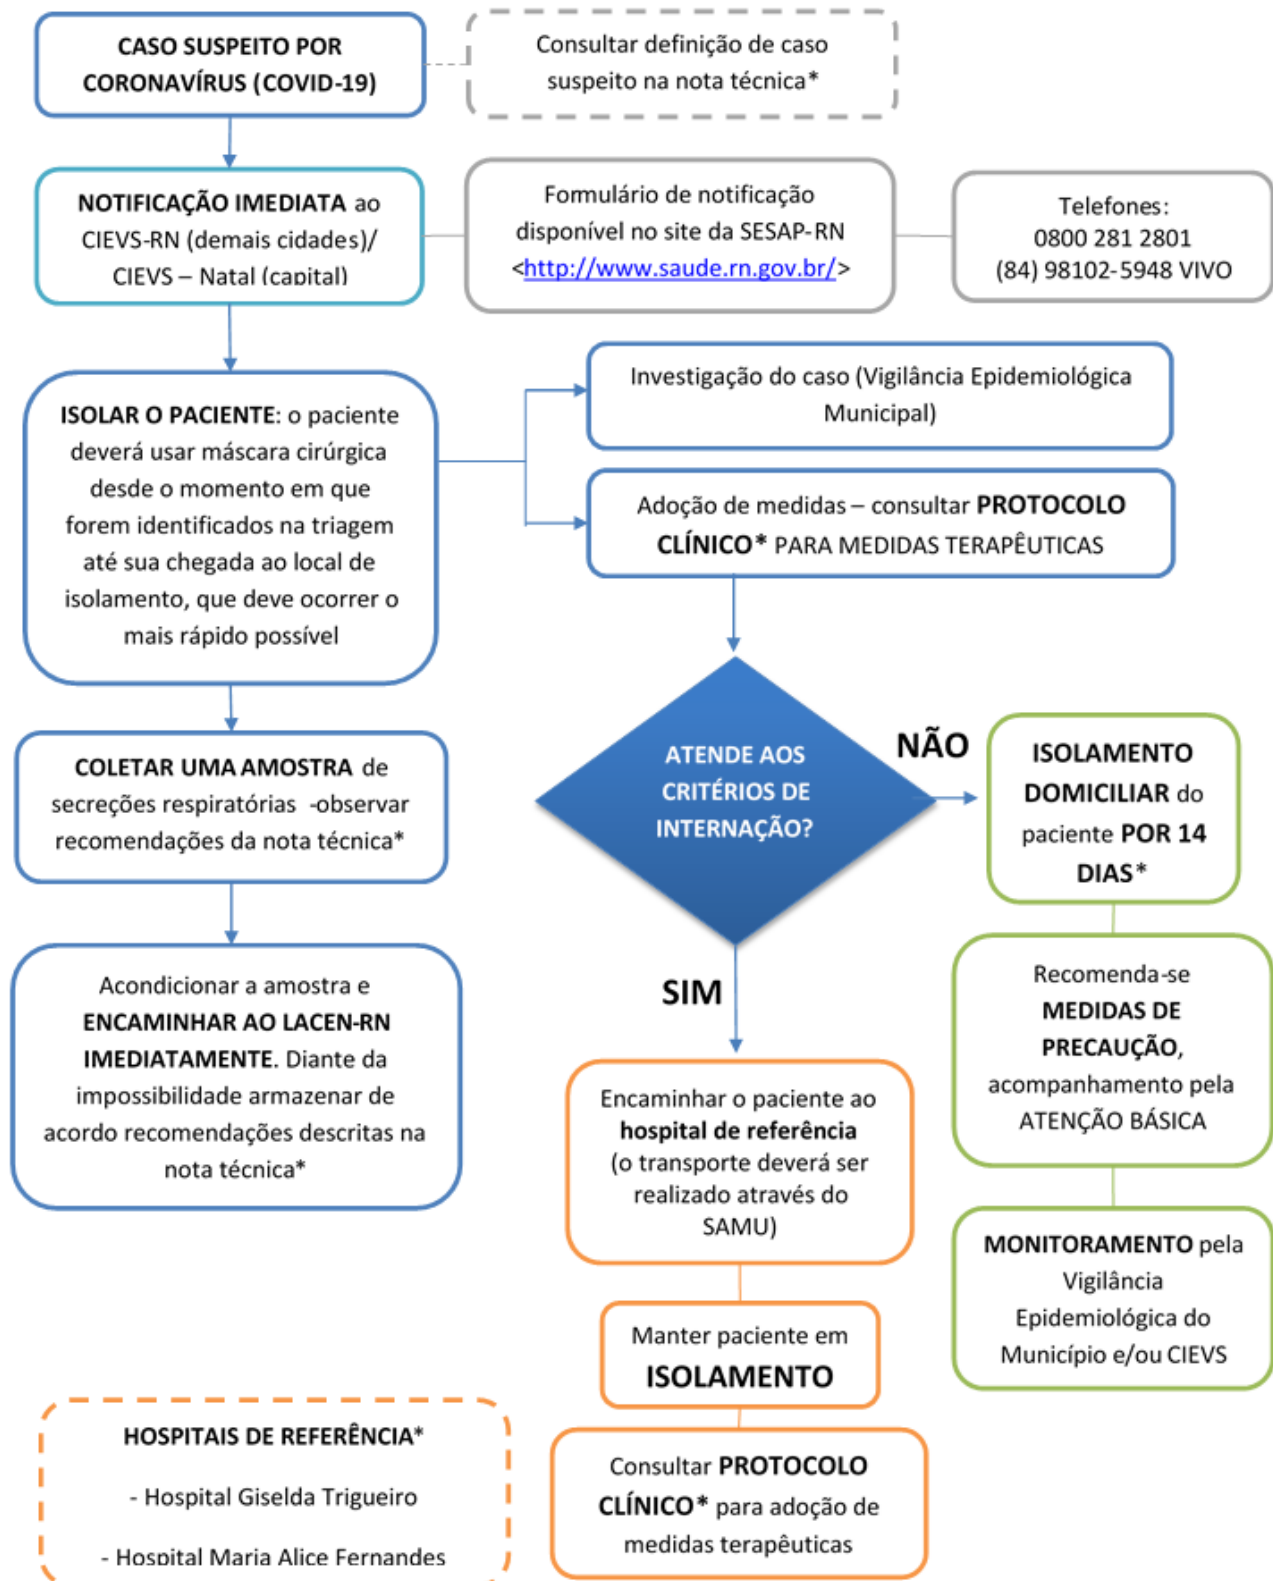 CASO SUSPEITO POR
CORONAVÍRUS (COVID-19)
Consultar definição de caso
suspeito na nota técnica*
NOTIFICAÇÃO IMEDIATA ao
CIEVS-RN (demais cidades)/
CIEVS – Natal (capital)
Formulário de notificação
disponível no site da SESAP-RN
<http://www.saude.rn.gov.br/>
Telefones:
0800 281 2801
(84) 98102-5948 VIVO
ISOLAR O PACIENTE: o paciente
deverá usar máscara cirúrgica
desde o momento em que
forem identificados na triagem
até sua chegada ao local de
isolamento, que deve ocorrer o
mais rápido possível
Investigação do caso (Vigilância Epidemiológica
Municipal)
Adoção de medidas – consultar PROTOCOLO
CLÍNICO* PARA MEDIDAS TERAPÊUTICAS
COLETAR UMA AMOSTRA de
secreções respiratórias -observar
recomendações da nota técnica*
Acondicionar a amostra e
ENCAMINHAR AO LACEN-RN
IMEDIATAMENTE. Diante da
impossibilidade armazenar de
acordo recomendações descritas na
nota técnica*
ATENDE AOS
CRITÉRIOS DE
INTERNAÇÃO?
NÃO
ISOLAMENTO
DOMICILIAR do
paciente POR 14
DIAS*
Recomenda-se
MEDIDAS DE
PRECAUÇÃO,
acompanhamento pela
ATENÇÃO BÁSICA
MONITORAMENTO pela
Vigilância
Epidemiológica do
Município e/ou CIEVS
SIM
Encaminhar o paciente ao
hospital de referência
(o transporte deverá ser
realizado através do
SAMU)
Manter paciente em
ISOLAMENTO
Consultar PROTOCOLO
CLÍNICO* para adoção de
medidas terapêuticas
HOSPITAIS DE REFERÊNCIA*
- Hospital Giselda Trigueiro
- Hospital Maria Alice Fernandes